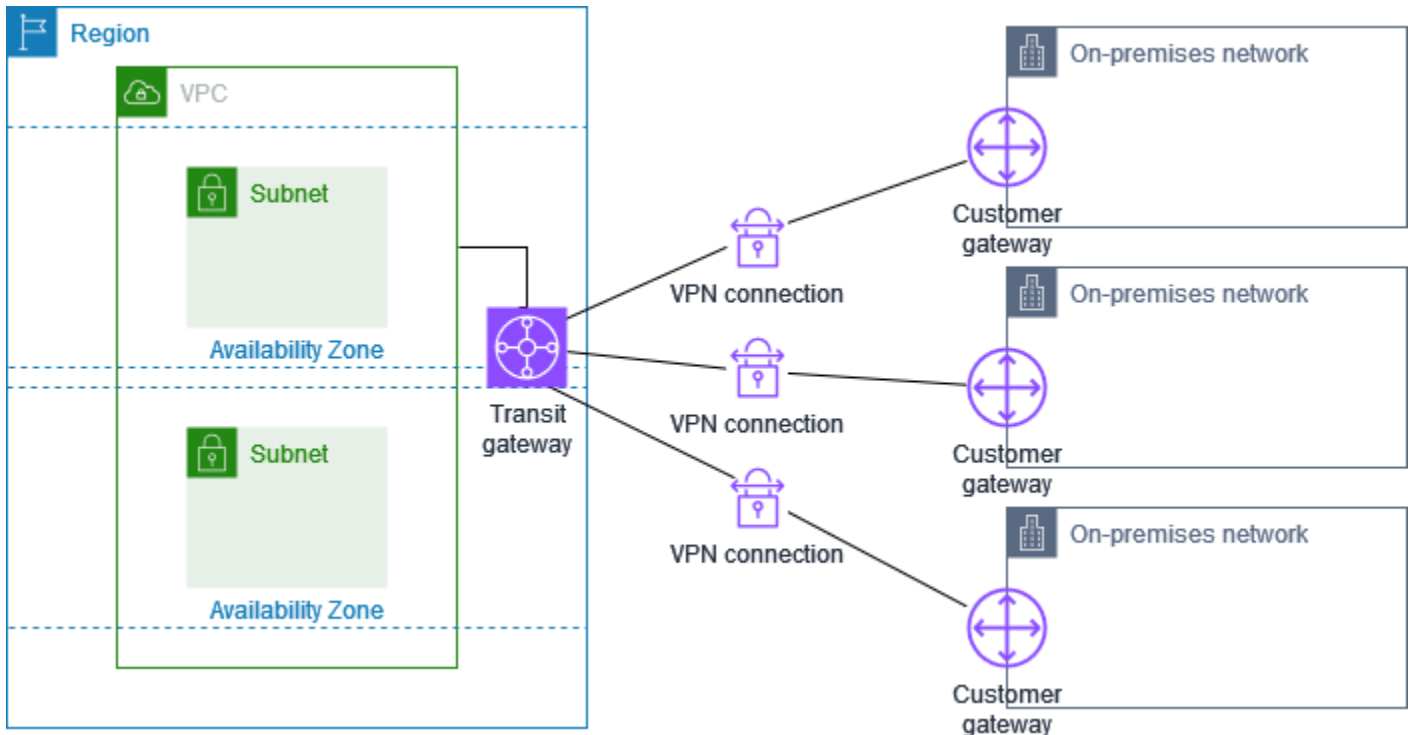 Region
VPC
Subnet
Availability Zone
Subnet
Availability Zone
Transit
gateway
VPN connection
VPN connection
VPN connection
On-premises network
Customer
gateway
On-premises network
Customer
gateway
On-premises network
Customer
gateway